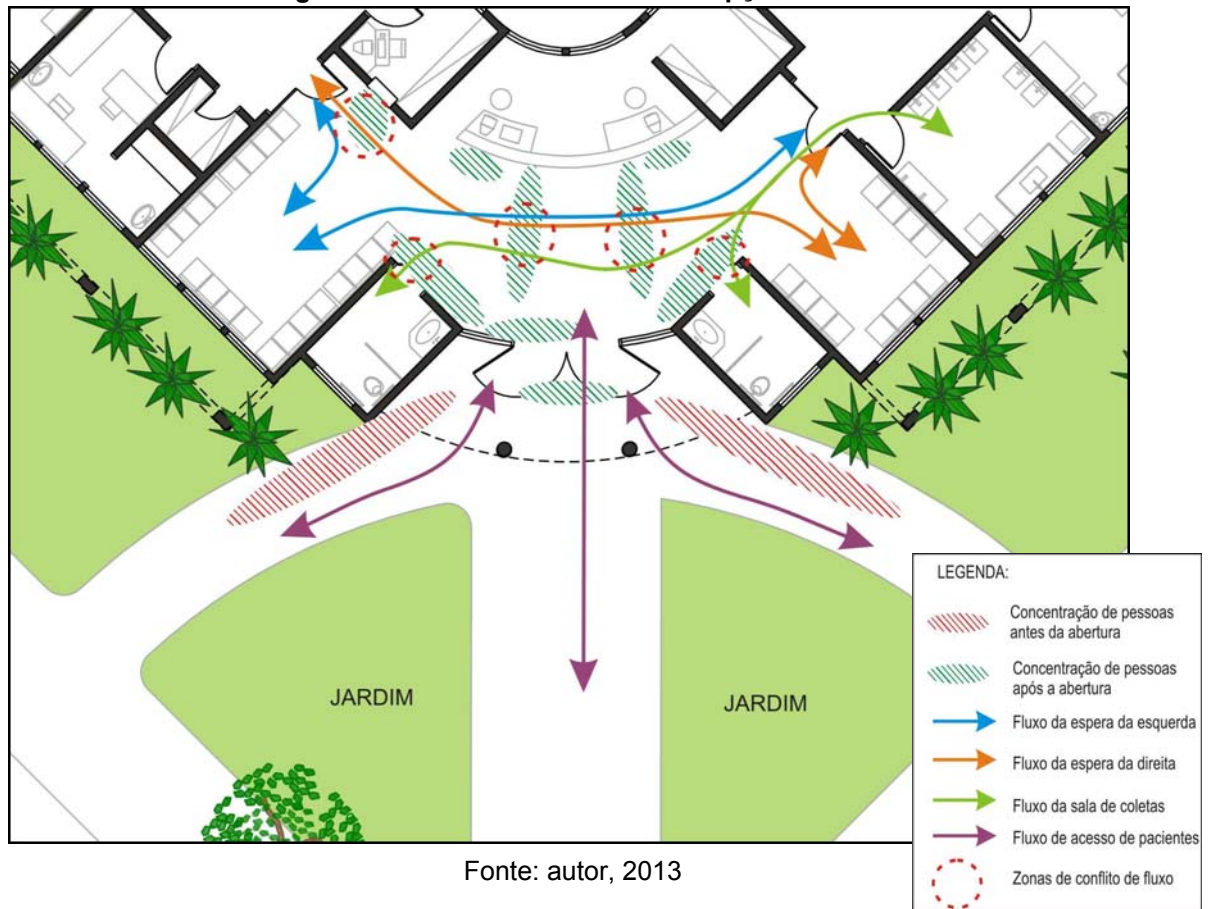 JARDIM
JARDIM
LEGENDA:
Concentração de pessoas
antes da abertura
Concentração de pessoas
após a abertura
Fluxo da espera da esquerda
Fluxo da espera da direita
Fluxo da sala de coletas
Fluxo de acesso de pacientes
Zonas de conflito de fluxo
Fonte: autor, 2013